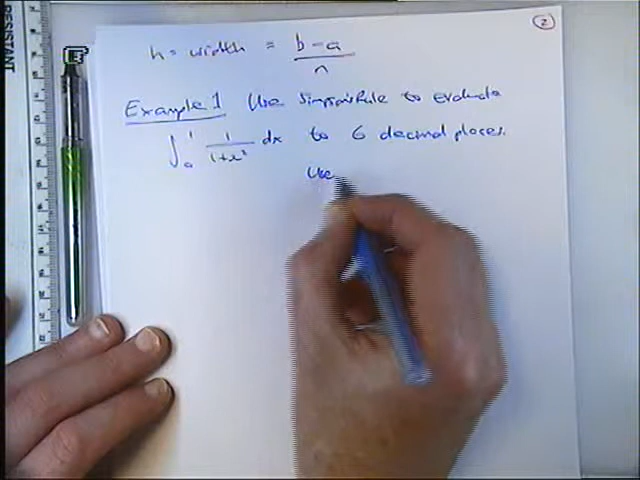 2
h = width = b-a / n
Example 1 Use Simpson's Rule to evaluate
∫₀¹ 1/(1+x²) dx to 6 decimal places.
Use
RESISTANT